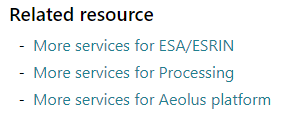 Related resource
- More services for ESA/ESRIN
- More services for Processing
- More services for Aeolus platform